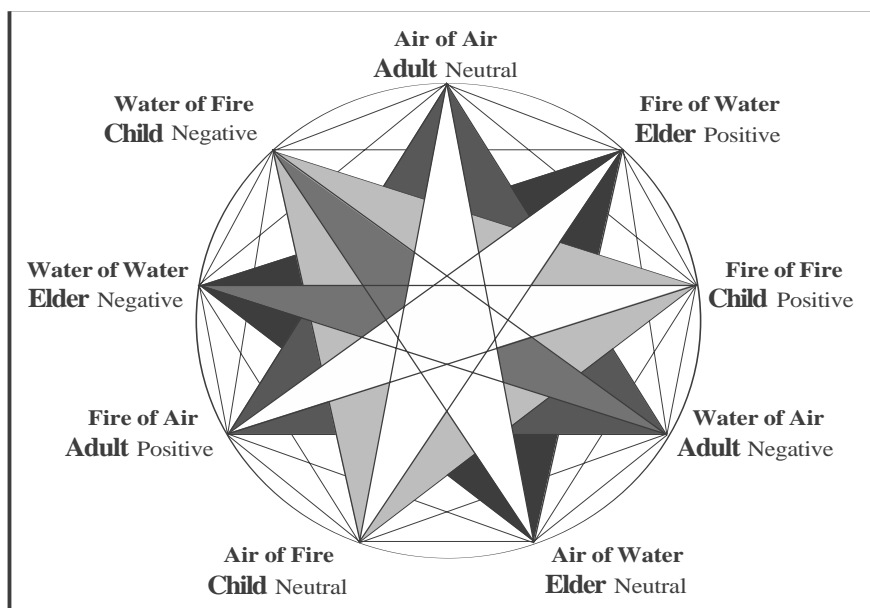 Air of Air
Adult Neutral
Water of Fire
Child Negative
Fire of Water
Elder Positive
Water of Water
Elder Negative
Fire of Fire
Child Positive
Fire of Air
Adult Positive
Water of Air
Adult Negative
Air of Fire
Child Neutral
Air of Water
Elder Neutral